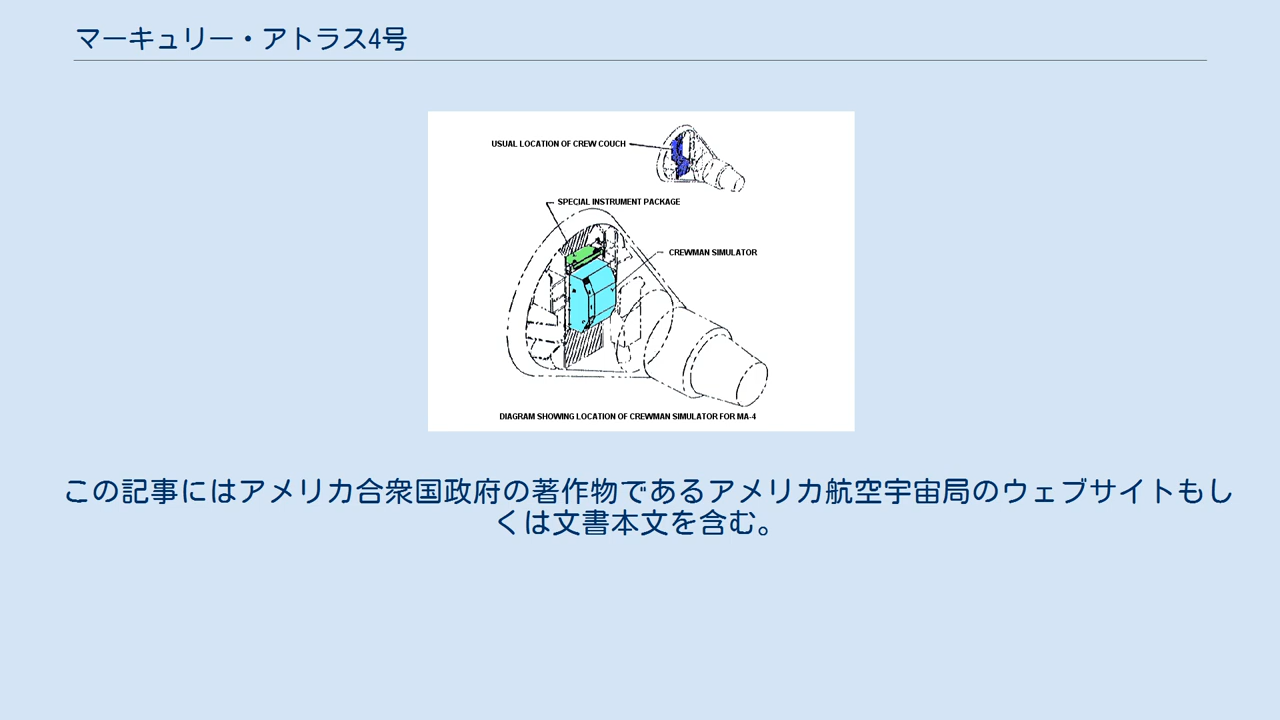 マーキュリー・アトラス4号
USUAL LOCATION OF CREW COUCH
SPECIAL INSTRUMENT PACKAGE
CREWMAN SIMULATOR
DIAGRAM SHOWING LOCATION OF CREWMAN SIMULATOR FOR MA-4
この記事にはアメリカ合衆国政府の著作物であるアメリカ航空宇宙局のウェブサイトもし
くは文書本文を含む。